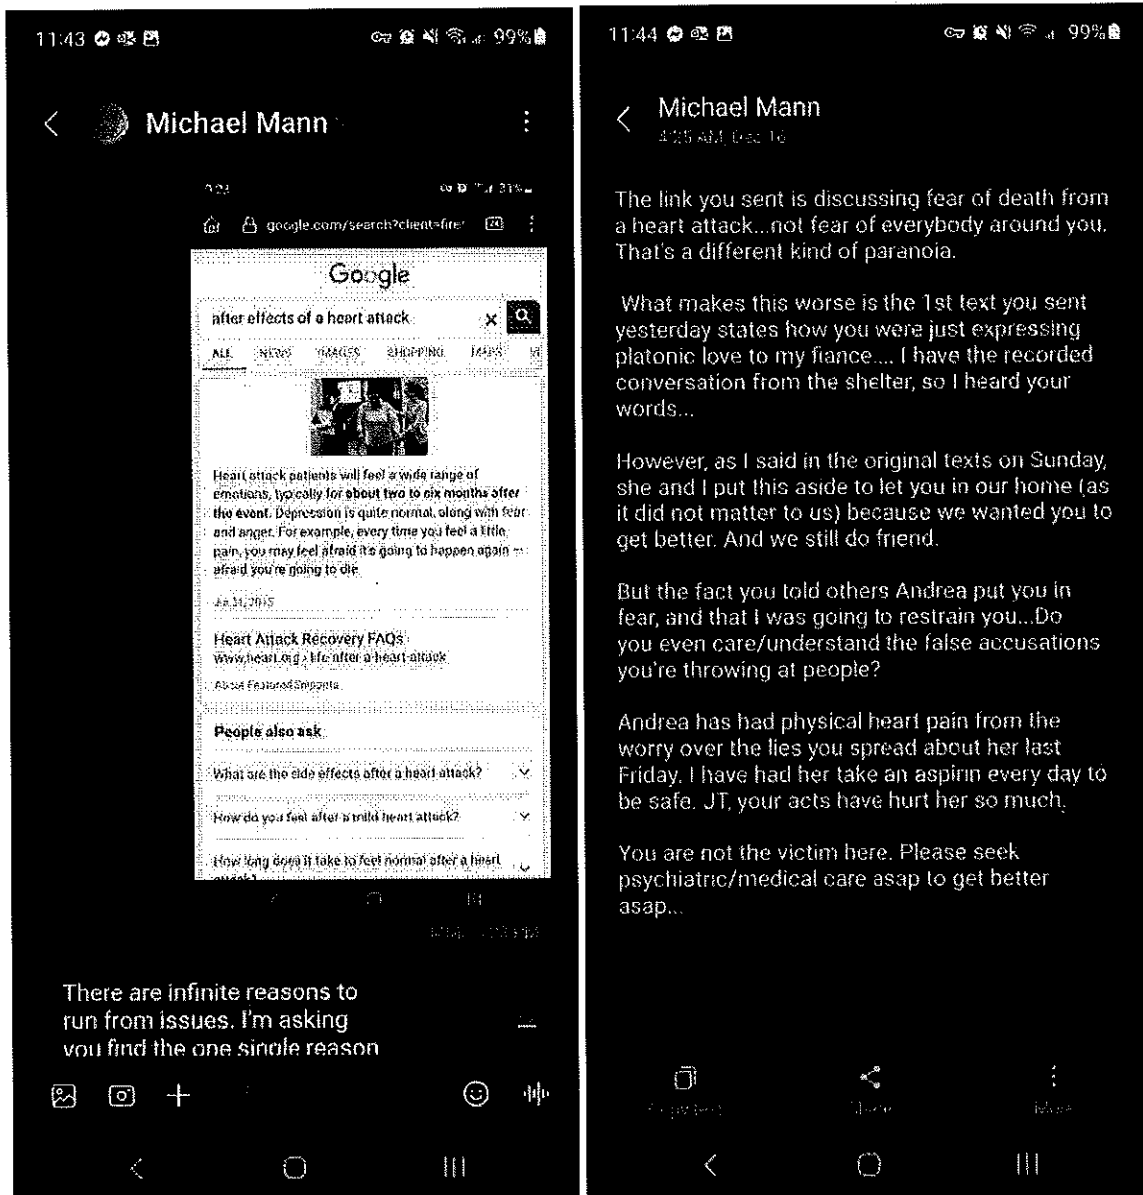 11:43
99%
Michael Mann
21%
google.com/search?client=firef
Google
after effects of a heart attack
ALL NEWS IMAGES SHOPPING MAPS
Heart attack patients will feel a wide range of
emotions, typically for about two to six months after
the event. Depression is quite normal, along with fear
and anger. For example, every time you feel a little
pain, you may feel afraid it's going to happen again –
afraid you're going to die.
Heart Attack Recovery FAQs
www.heart.org › life-after-a-heart-attack
About Featured Snippets
People also ask
What are the side effects after a heart attack?
How do you feel after a mild heart attack?
How long does it take to feel normal after a heart
attack?
There are infinite reasons to
run from issues. I'm asking
you find the one single reason
11:44
99%
Michael Mann
4:25 AM, Dec 16
The link you sent is discussing fear of death from
a heart attack...not fear of everybody around you.
That's a different kind of paranoia.
What makes this worse is the 1st text you sent
yesterday states how you were just expressing
platonic love to my fiance.... I have the recorded
conversation from the shelter, so I heard your
words...
However, as I said in the original texts on Sunday,
she and I put this aside to let you in our home (as
it did not matter to us) because we wanted you to
get better. And we still do friend.
But the fact you told others Andrea put you in
fear, and that I was going to restrain you...Do
you even care/understand the false accusations
you're throwing at people?
Andrea has had physical heart pain from the
worry over the lies you spread about her last
Friday. I have had her take an aspirin every day to
be safe. JT, your acts have hurt her so much.
You are not the victim here. Please seek
psychiatric/medical care asap to get better
asap...
Copy text
Share
More